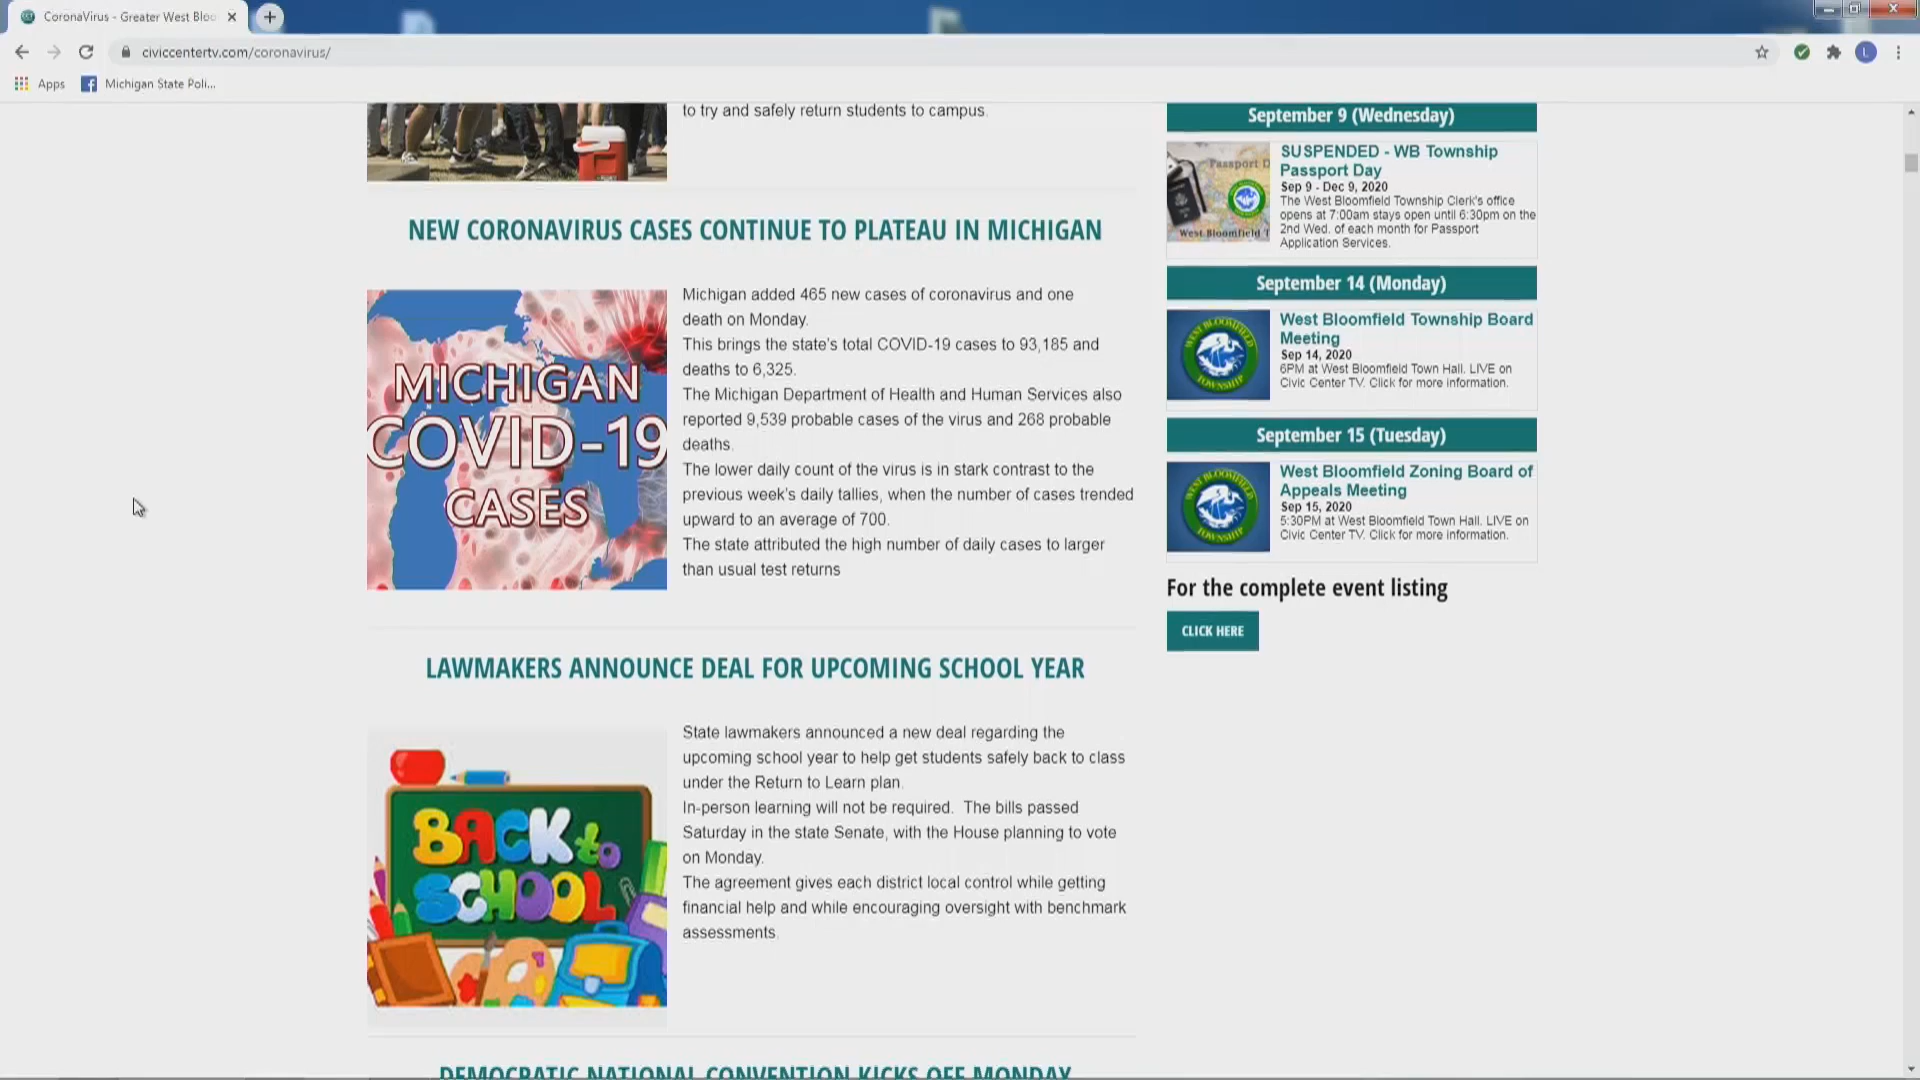 CoronaVirus - Greater West Bloo
civiccentertv.com/coronavirus/
L
Apps
Michigan State Poli...
to try and safely return students to campus.
NEW CORONAVIRUS CASES CONTINUE TO PLATEAU IN MICHIGAN
MICHIGAN
COVID-19
CASES
Michigan added 465 new cases of coronavirus and one
death on Monday.
This brings the state's total COVID-19 cases to 93,185 and
deaths to 6,325.
The Michigan Department of Health and Human Services also
reported 9,539 probable cases of the virus and 268 probable
deaths.
The lower daily count of the virus is in stark contrast to the
previous week's daily tallies, when the number of cases trended
upward to an average of 700.
The state attributed the high number of daily cases to larger
than usual test returns
LAWMAKERS ANNOUNCE DEAL FOR UPCOMING SCHOOL YEAR
BACK to
SCHOOL
State lawmakers announced a new deal regarding the
upcoming school year to help get students safely back to class
under the Return to Learn plan.
In-person learning will not be required.  The bills passed
Saturday in the state Senate, with the House planning to vote
on Monday.
The agreement gives each district local control while getting
financial help and while encouraging oversight with benchmark
assessments.
DEMOCRATIC NATIONAL CONVENTION KICKS OFF MONDAY
September 9 (Wednesday)
Passport D
West Bloomfield T
SUSPENDED - WB Township
Passport Day
Sep 9 - Dec 9, 2020
The West Bloomfield Township Clerk's office
opens at 7:00am stays open until 6:30pm on the
2nd Wed. of each month for Passport
Application Services.
September 14 (Monday)
WEST BLOOMFIELD
TOWNSHIP
West Bloomfield Township Board
Meeting
Sep 14, 2020
6PM at West Bloomfield Town Hall. LIVE on
Civic Center TV. Click for more information.
September 15 (Tuesday)
WEST BLOOMFIELD
TOWNSHIP
West Bloomfield Zoning Board of
Appeals Meeting
Sep 15, 2020
5:30PM at West Bloomfield Town Hall. LIVE on
Civic Center TV. Click for more information.
For the complete event listing
CLICK HERE